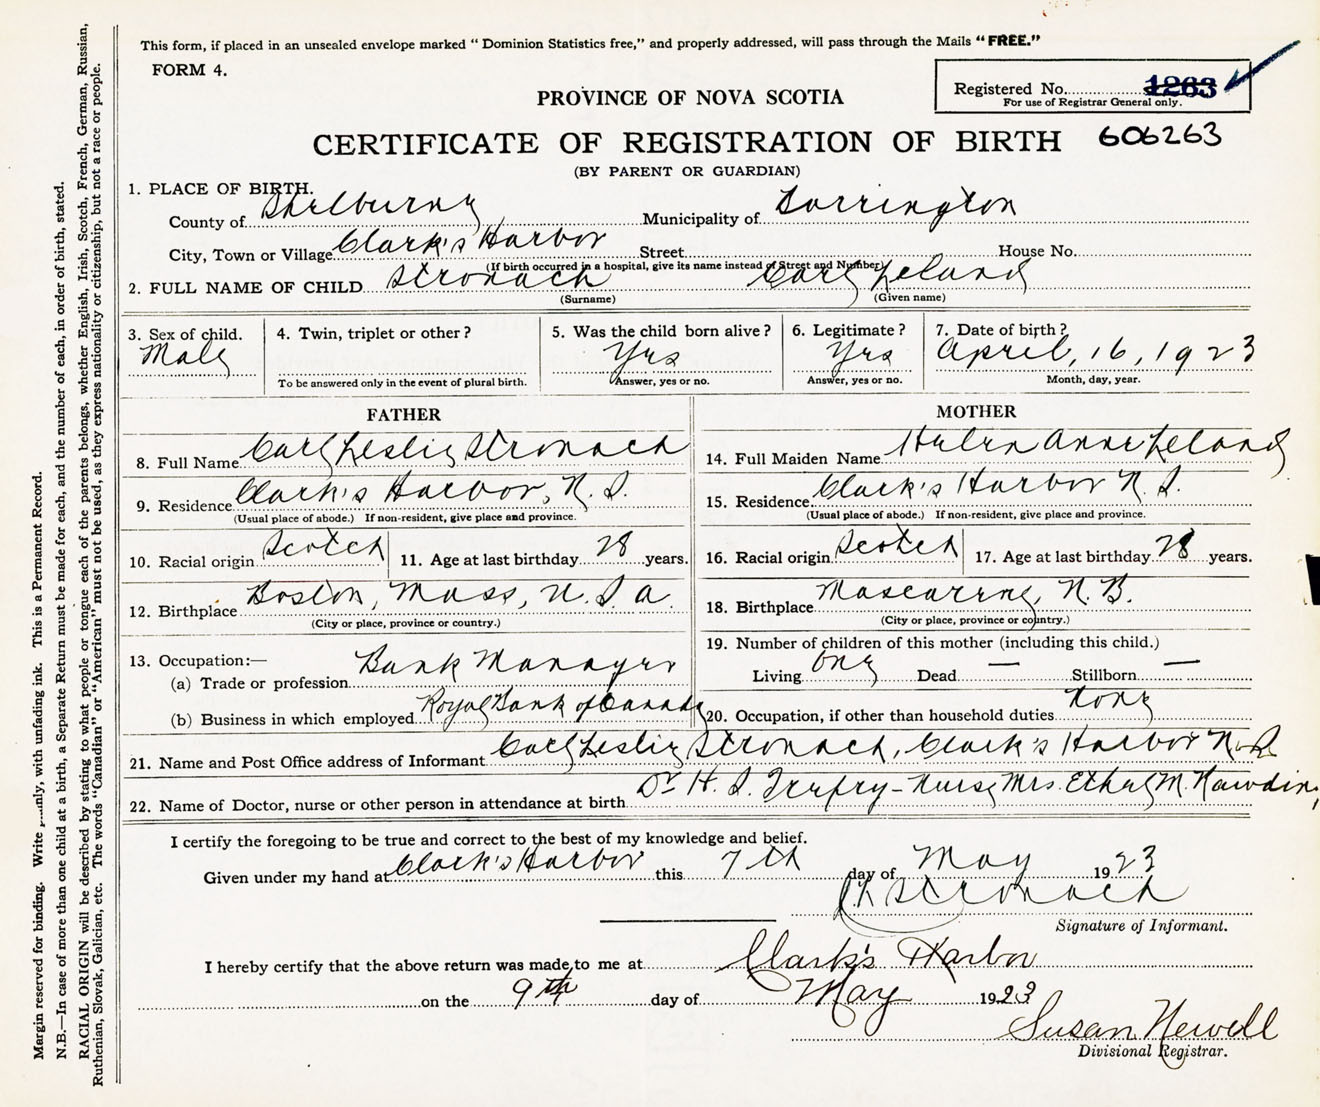 This form, if placed in an unsealed envelope marked "Dominion Statistics free," and properly addressed, will pass through the Mails "FREE."
FORM 4.
Registered No. 1263
For use of Registrar General only.
PROVINCE OF NOVA SCOTIA
CERTIFICATE OF REGISTRATION OF BIRTH 606263
(BY PARENT OR GUARDIAN)
1. PLACE OF BIRTH.
County of Shelburne Municipality of Barrington
City, Town or Village Clark's Harbor Street House No.
(If birth occurred in a hospital, give its name instead of Street and Number)
2. FULL NAME OF CHILD Stronach Carl Leland
(Surname) (Given name)
3. Sex of child. 4. Twin, triplet or other? 5. Was the child born alive? 6. Legitimate? 7. Date of birth?
Male Yes Yes April, 16, 1923
To be answered only in the event of plural birth. Answer, yes or no. Answer, yes or no. Month, day, year.
FATHER
8. Full Name Carl Leslie Stronach
9. Residence Clark's Harbor, N.S.
(Usual place of abode.) If non-resident, give place and province.
10. Racial origin Scotch 11. Age at last birthday 28 years.
12. Birthplace Boston, Mass, U.S.A.
(City or place, province or country.)
13. Occupation:—
(a) Trade or profession Bank Manager
(b) Business in which employed Royal Bank of Canada
MOTHER
14. Full Maiden Name Helen Anne Leland
15. Residence Clark's Harbor N.S.
(Usual place of abode.) If non-resident, give place and province.
16. Racial origin Scotch 17. Age at last birthday 28 years.
18. Birthplace Mascarene, N.B.
(City or place, province or country.)
19. Number of children of this mother (including this child.)
Living One Dead — Stillborn —
20. Occupation, if other than household duties None
21. Name and Post Office address of Informant Carl Leslie Stronach, Clark's Harbor N.S.
22. Name of Doctor, nurse or other person in attendance at birth Dr H. S. Trefry - Nurse Mrs. Ethel M.
I certify the foregoing to be true and correct to the best of my knowledge and belief.
Given under my hand at Clark's Harbor this 7th day of May 1923
Stronach
Signature of Informant.
I hereby certify that the above return was made to me at Clark's Harbor
on the 9th day of May 1923
Susan Newell
Divisional Registrar.
Margin reserved for binding. Write nly, with unfading ink. This is a Permanent Record.
N.B.—In case of more than one child at a birth, a Separate Return must be made for each, and the number of each, in order of birth, stated.
RACIAL ORIGIN will be described by stating to what people or tongue each of the parents belongs, whether English, Irish, Scotch, French, German, Russian,
Ruthenian, Slovak, Galician, etc. The words "Canadian" or "American" must not be used, as they express nationality or citizenship, but not a race or people.